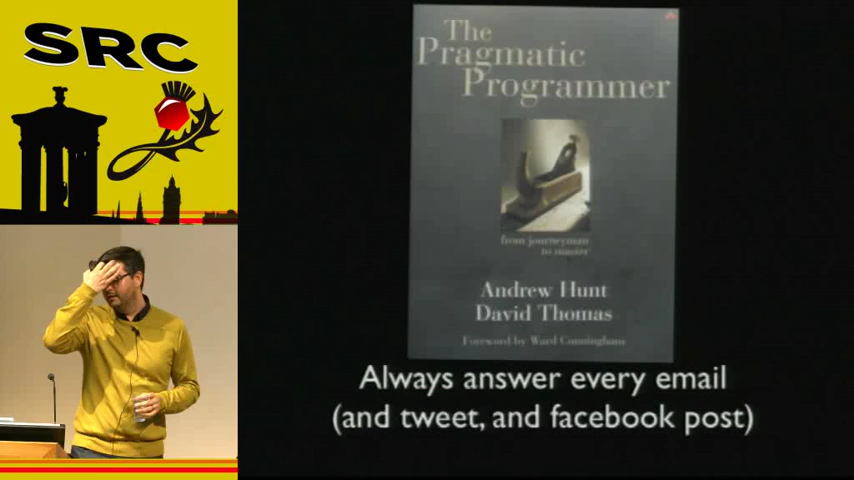 SRC
The
Pragmatic
Programmer
from journeyman
to master
Andrew Hunt
David Thomas
Foreword by Ward Cunningham
Always answer every email
(and tweet, and facebook post)